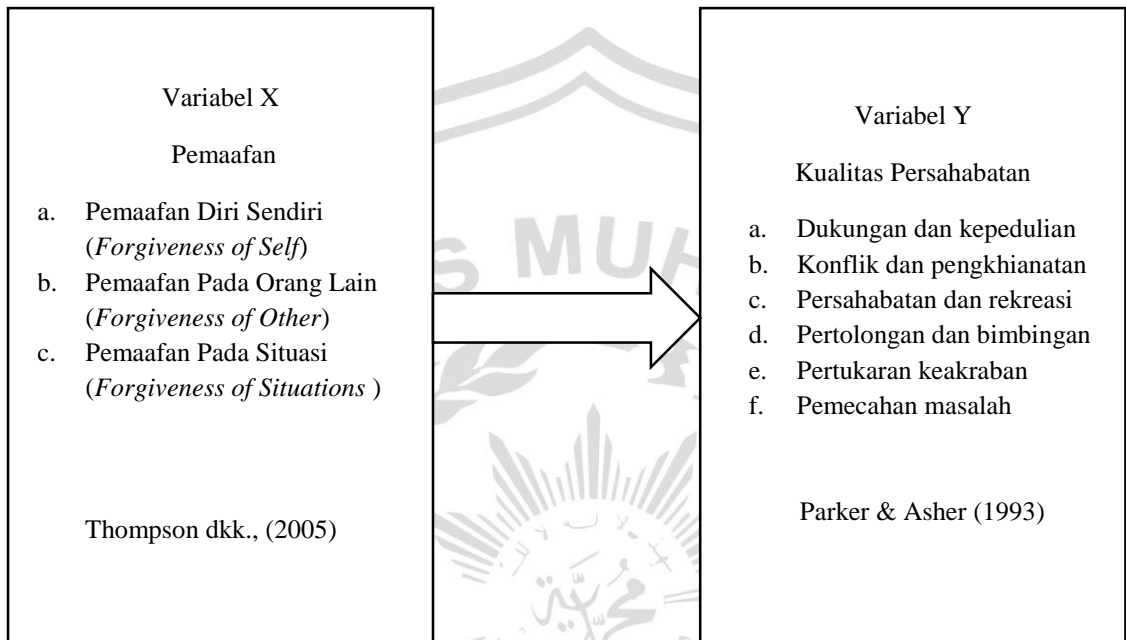 Variabel X
Pemaafan
a. Pemaafan Diri Sendiri
(Forgiveness of Self)
b. Pemaafan Pada Orang Lain
(Forgiveness of Other)
c. Pemaafan Pada Situasi
(Forgiveness of Situations )
Thompson dkk., (2005)
S MUH
محمد
Variabel Y
Kualitas Persahabatan
a. Dukungan dan kepedulian
b. Konflik dan pengkhianatan
c. Persahabatan dan rekreasi
d. Pertolongan dan bimbingan
e. Pertukaran keakraban
f. Pemecahan masalah
Parker & Asher (1993)